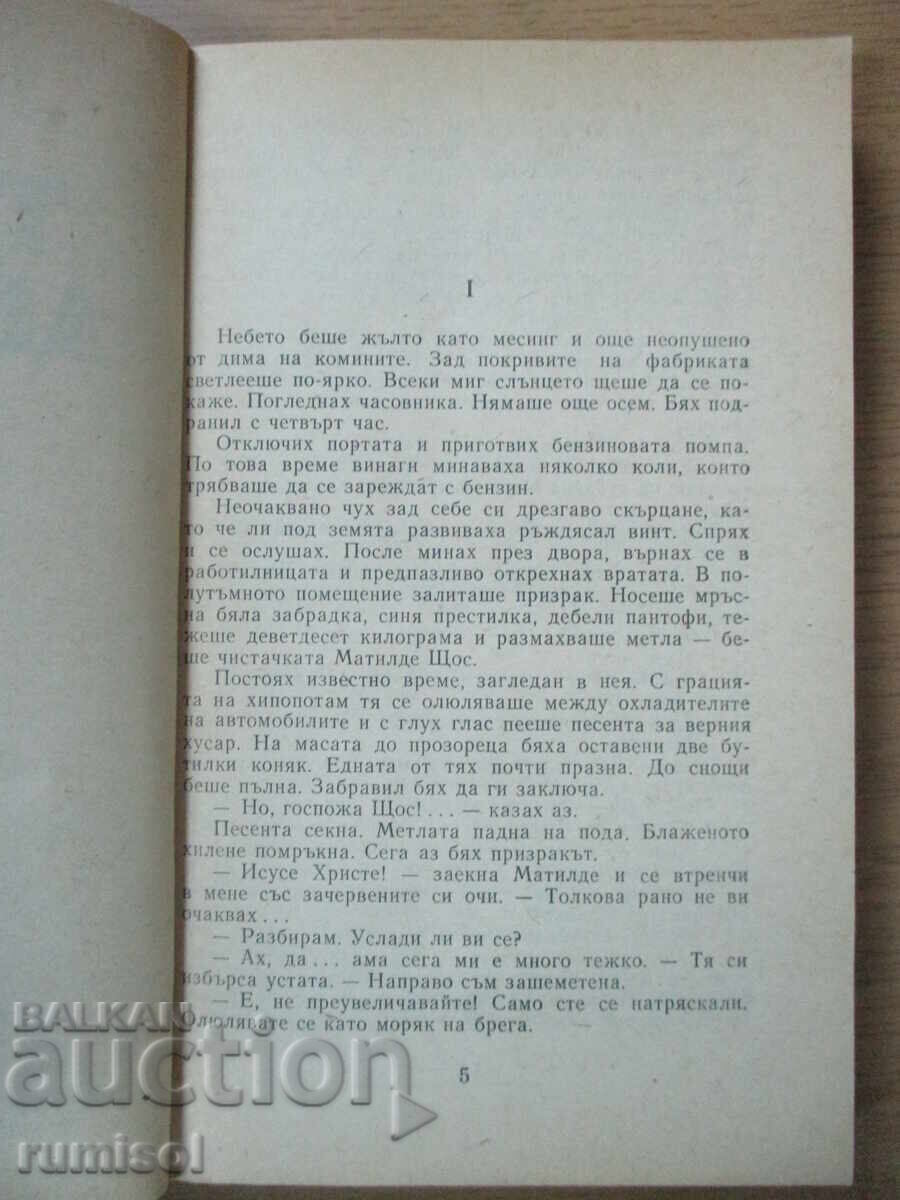 I
Небето беше жълто като месинг и още неопушено
от дима на комините. Зад покривите на фабриката
светлееше по-ярко. Всеки миг слънцето щеше да се по-
каже. Погледнах часовника. Нямаше още осем. Бях под-
ранил с четвърт час.
Отключих портата и приготвих бензиновата помпа.
По това време винаги минаваха няколко коли, които
трябваше да се зареждат с бензин.
Неочаквано чух зад себе си дрезгаво скърцане, ка-
то че ли под земята развиваха ръждясал винт. Спрях
и се ослушах. После минах през двора, върнах се в
работилницата и предпазливо открехнах вратата. В по-
лутъмното помещение залиташе призрак. Носеше мръс-
на бяла забрадка, синя престилка, дебели пантофи, те-
жеше деветдесет килограма и размахваше метла — бе-
ше чистачката Матилде Щос.
Постоях известно време, загледан в нея. С грация-
та на хипопотам тя се олюляваше между охладителите
на автомобилите и с глух глас пееше песента за верния
хусар. На масата до прозореца бяха оставени две бу-
тилки коняк. Едната от тях почти празна. До снощи
беше пълна. Забравил бях да ги заключа.
— Но, госпожа Щос!... — казах аз.
Песента секна. Метлата падна на пода. Блаженото
хилене помръкна. Сега аз бях призракът.
— Исусе Христе! — заекна Матилде и се втренчи
в мене със зачервените си очи. — Толкова рано не ви
очаквах...
— Разбирам. Услади ли ви се?
— Ах, да... ама сега ми е много тежко. — Тя си
избърса устата. — Направо съм зашеметена.
— Е, не преувеличавайте! Само сте се натряскали.
Олюлявате се като моряк на брега.
5
BALKAN
auction
rumisol